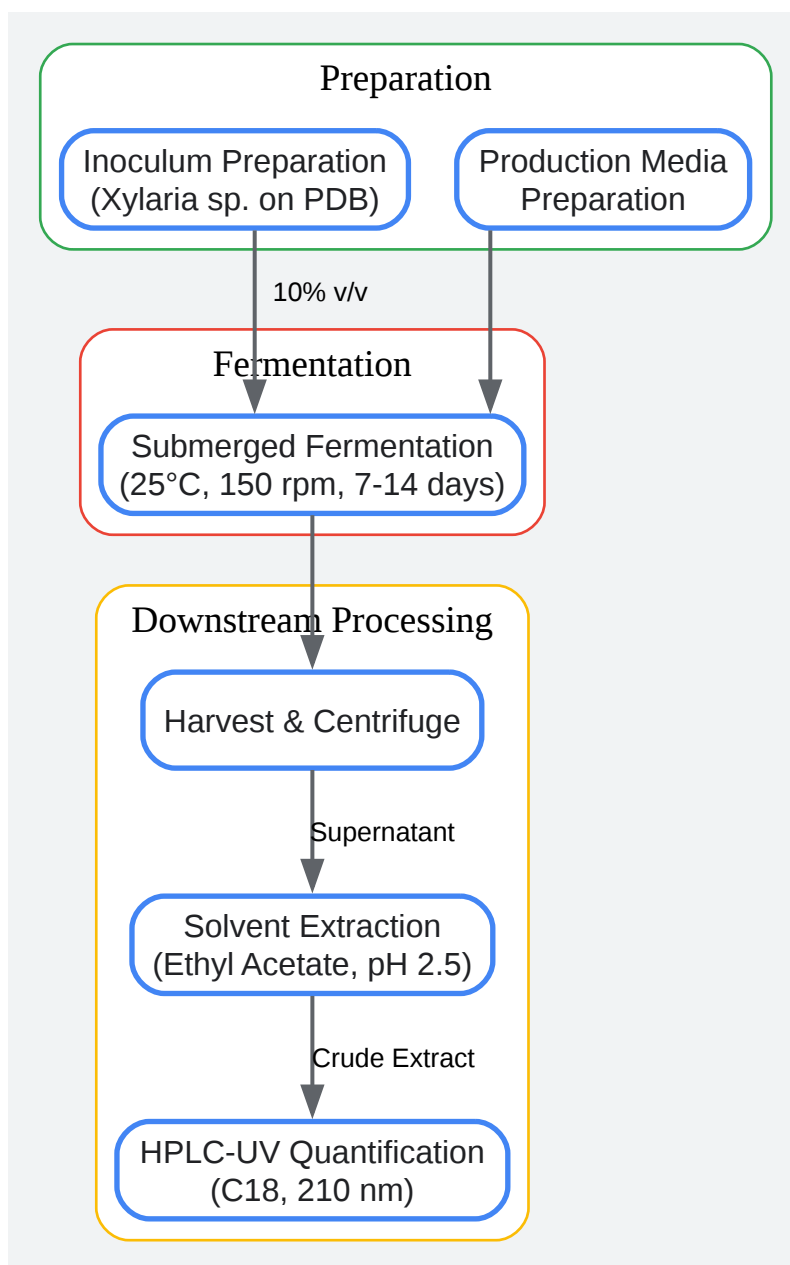 Preparation
Inoculum Preparation
(Xylaria sp. on PDB)
Production Media
Preparation
10% v/v
Fermentation
Submerged Fermentation
(25°C, 150 rpm, 7-14 days)
Downstream Processing
Harvest & Centrifuge
Supernatant
Solvent Extraction
(Ethyl Acetate, pH 2.5)
Crude Extract
HPLC-UV Quantification
(C18, 210 nm)